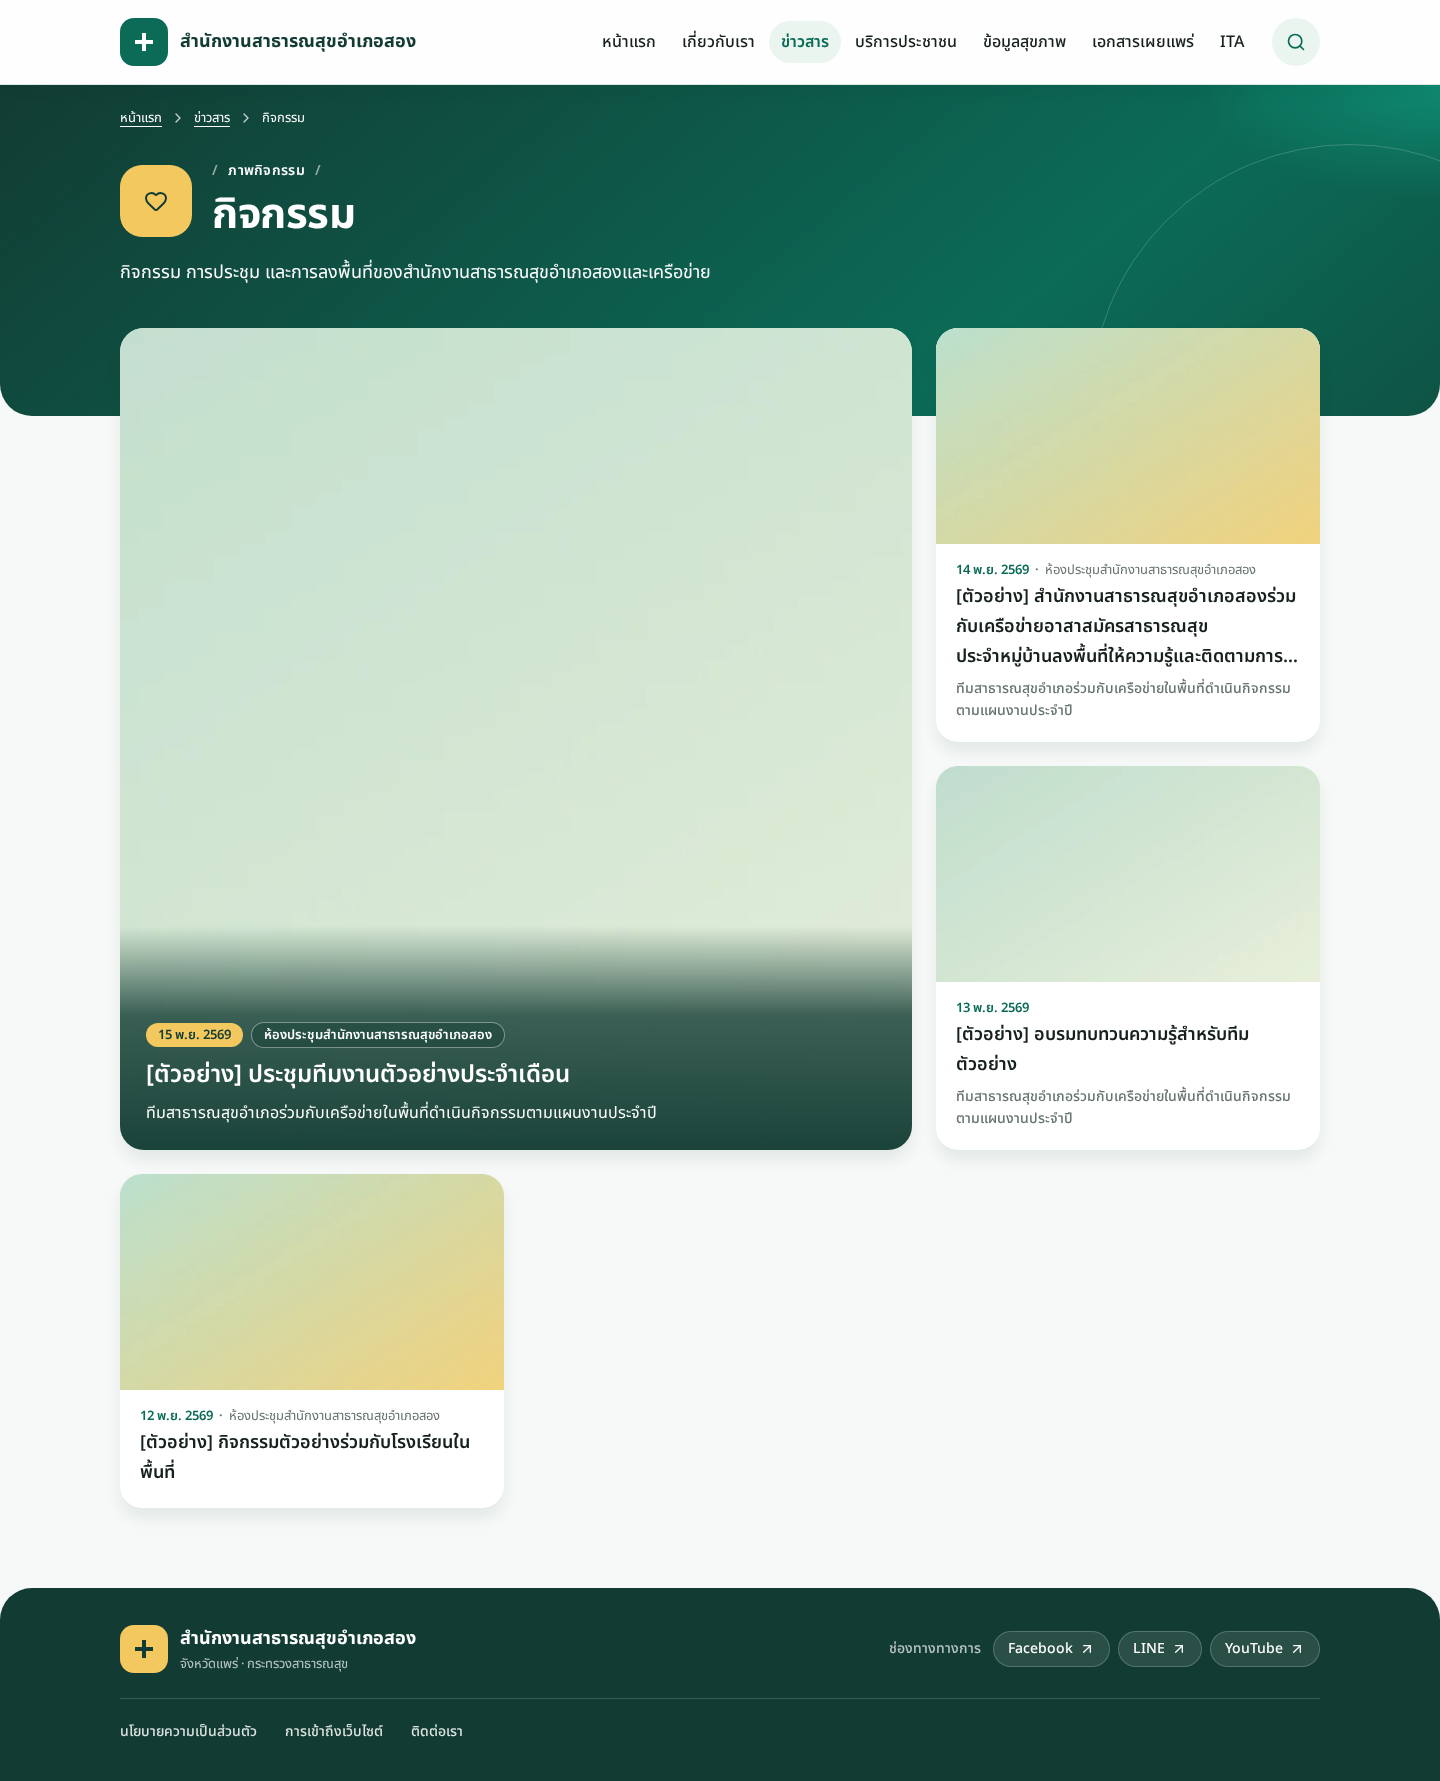 สำนักงานสาธารณสุขอำเภอสอง
หน้าแรก
เกี่ยวกับเรา
ข่าวสาร
บริการประชาชน
ข้อมูลสุขภาพ
เอกสารเผยแพร่
ITA
หน้าแรก > ข่าวสาร > กิจกรรม
/ ภาพกิจกรรม /
กิจกรรม
กิจกรรม การประชุม และการลงพื้นที่ของสำนักงานสาธารณสุขอำเภอสองและเครือข่าย
15 พ.ย. 2569 ห้องประชุมสำนักงานสาธารณสุขอำเภอสอง
[ตัวอย่าง] ประชุมทีมงานตัวอย่างประจำเดือน
ทีมสาธารณสุขอำเภอร่วมกับเครือข่ายในพื้นที่ดำเนินกิจกรรมตามแผนงานประจำปี
14 พ.ย. 2569 · ห้องประชุมสำนักงานสาธารณสุขอำเภอสอง
[ตัวอย่าง] สำนักงานสาธารณสุขอำเภอสองร่วม
กับเครือข่ายอาสาสมัครสาธารณสุข
ประจำหมู่บ้านลงพื้นที่ให้ความรู้และติดตามการ...
ทีมสาธารณสุขอำเภอร่วมกับเครือข่ายในพื้นที่ดำเนินกิจกรรม
ตามแผนงานประจำปี
13 พ.ย. 2569
[ตัวอย่าง] อบรมทบทวนความรู้สำหรับทีม
ตัวอย่าง
ทีมสาธารณสุขอำเภอร่วมกับเครือข่ายในพื้นที่ดำเนินกิจกรรม
ตามแผนงานประจำปี
12 พ.ย. 2569 · ห้องประชุมสำนักงานสาธารณสุขอำเภอสอง
[ตัวอย่าง] กิจกรรมตัวอย่างร่วมกับโรงเรียนใน
พื้นที่
สำนักงานสาธารณสุขอำเภอสอง
จังหวัดแพร่ · กระทรวงสาธารณสุข
ช่องทางทางการ
Facebook
LINE
YouTube
นโยบายความเป็นส่วนตัว
การเข้าถึงเว็บไซต์
ติดต่อเรา